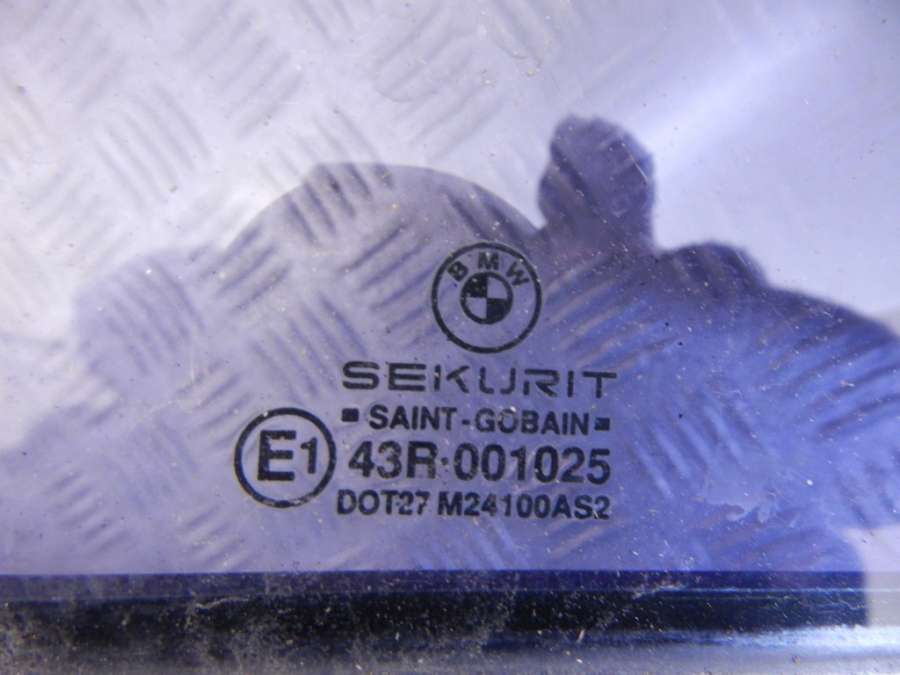 BMW
SEKURIT
SAINT-GOBAIN
E1 43R-001025
DOT27 M24100AS2